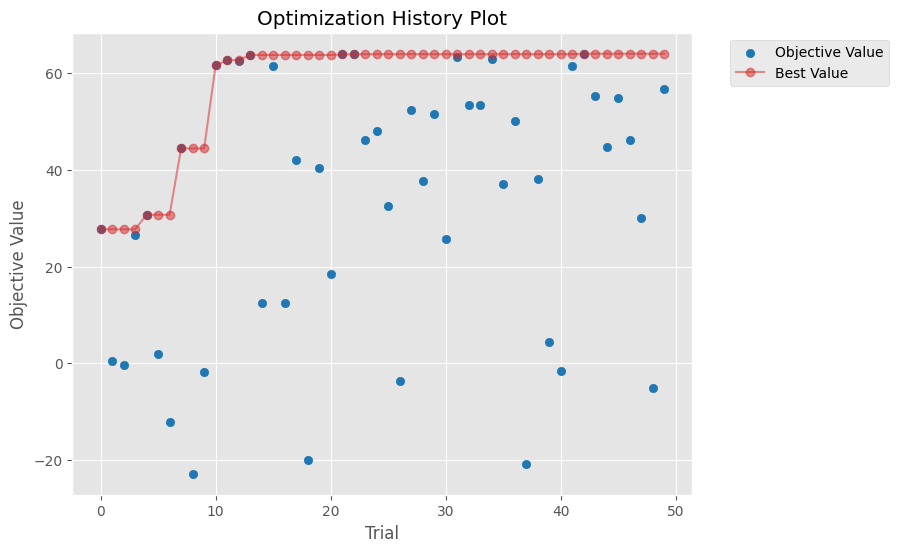 Optimization History Plot
Objective Value
Best Value
Objective Value
60
40
20
0
−20
0 10 20 30 40 50
Trial